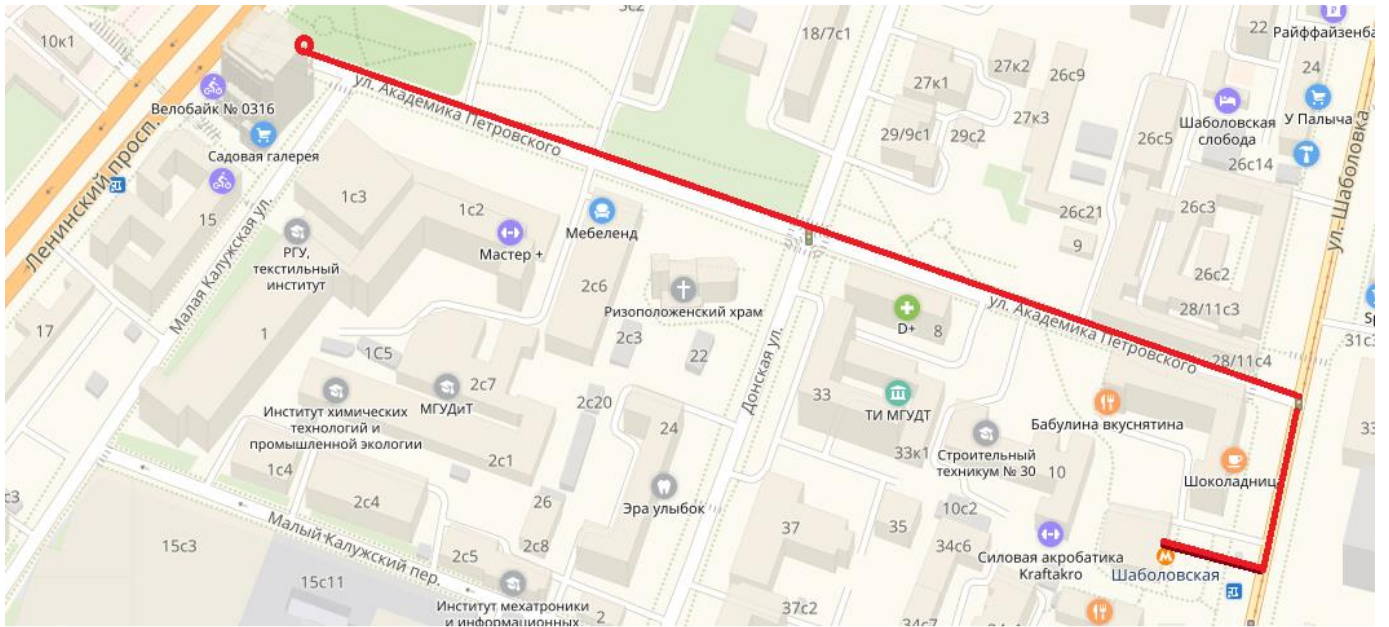 5с2
10к1
18/7с1
22
Райффайзенба
24
27к1
27к2
26с9
27к3
29/9с1
29с2
26с5
Шаболовская
слобода
26с14
У Палыча
Велобайк № 0316
Ленинский просп.
Садовая галерея
ул. Академика Петровского
ул. Шаболовка
15
Малая Калужская ул.
1с3
1с2
Мастер +
Мебеленд
РГУ,
текстильный
институт
26с21
9
26с3
26с2
28/11с3
17
1
1С5
2с6
Ризоположенский храм
2с3
22
D+
8
ул. Академика Петровского
28/11с4
31с3
Sp
Донская ул.
Институт химических
технологий и
промышленной экологии
МГУДиТ
2с7
2с20
24
33
ТИ МГУДТ
33к1
Бабулина вкуснятина
Строительный
техникум № 30
10
Шоколадница
33
с3
1с4
2с4
2с1
26
Эра улыбок
10с2
15с3
Малый Калужский пер.
2с5
2с8
37
35
34с6
Силовая акробатика
Kraftakro
Шаболовская
15с11
Институт мехатроники
и информационных
2
37с2
34с7